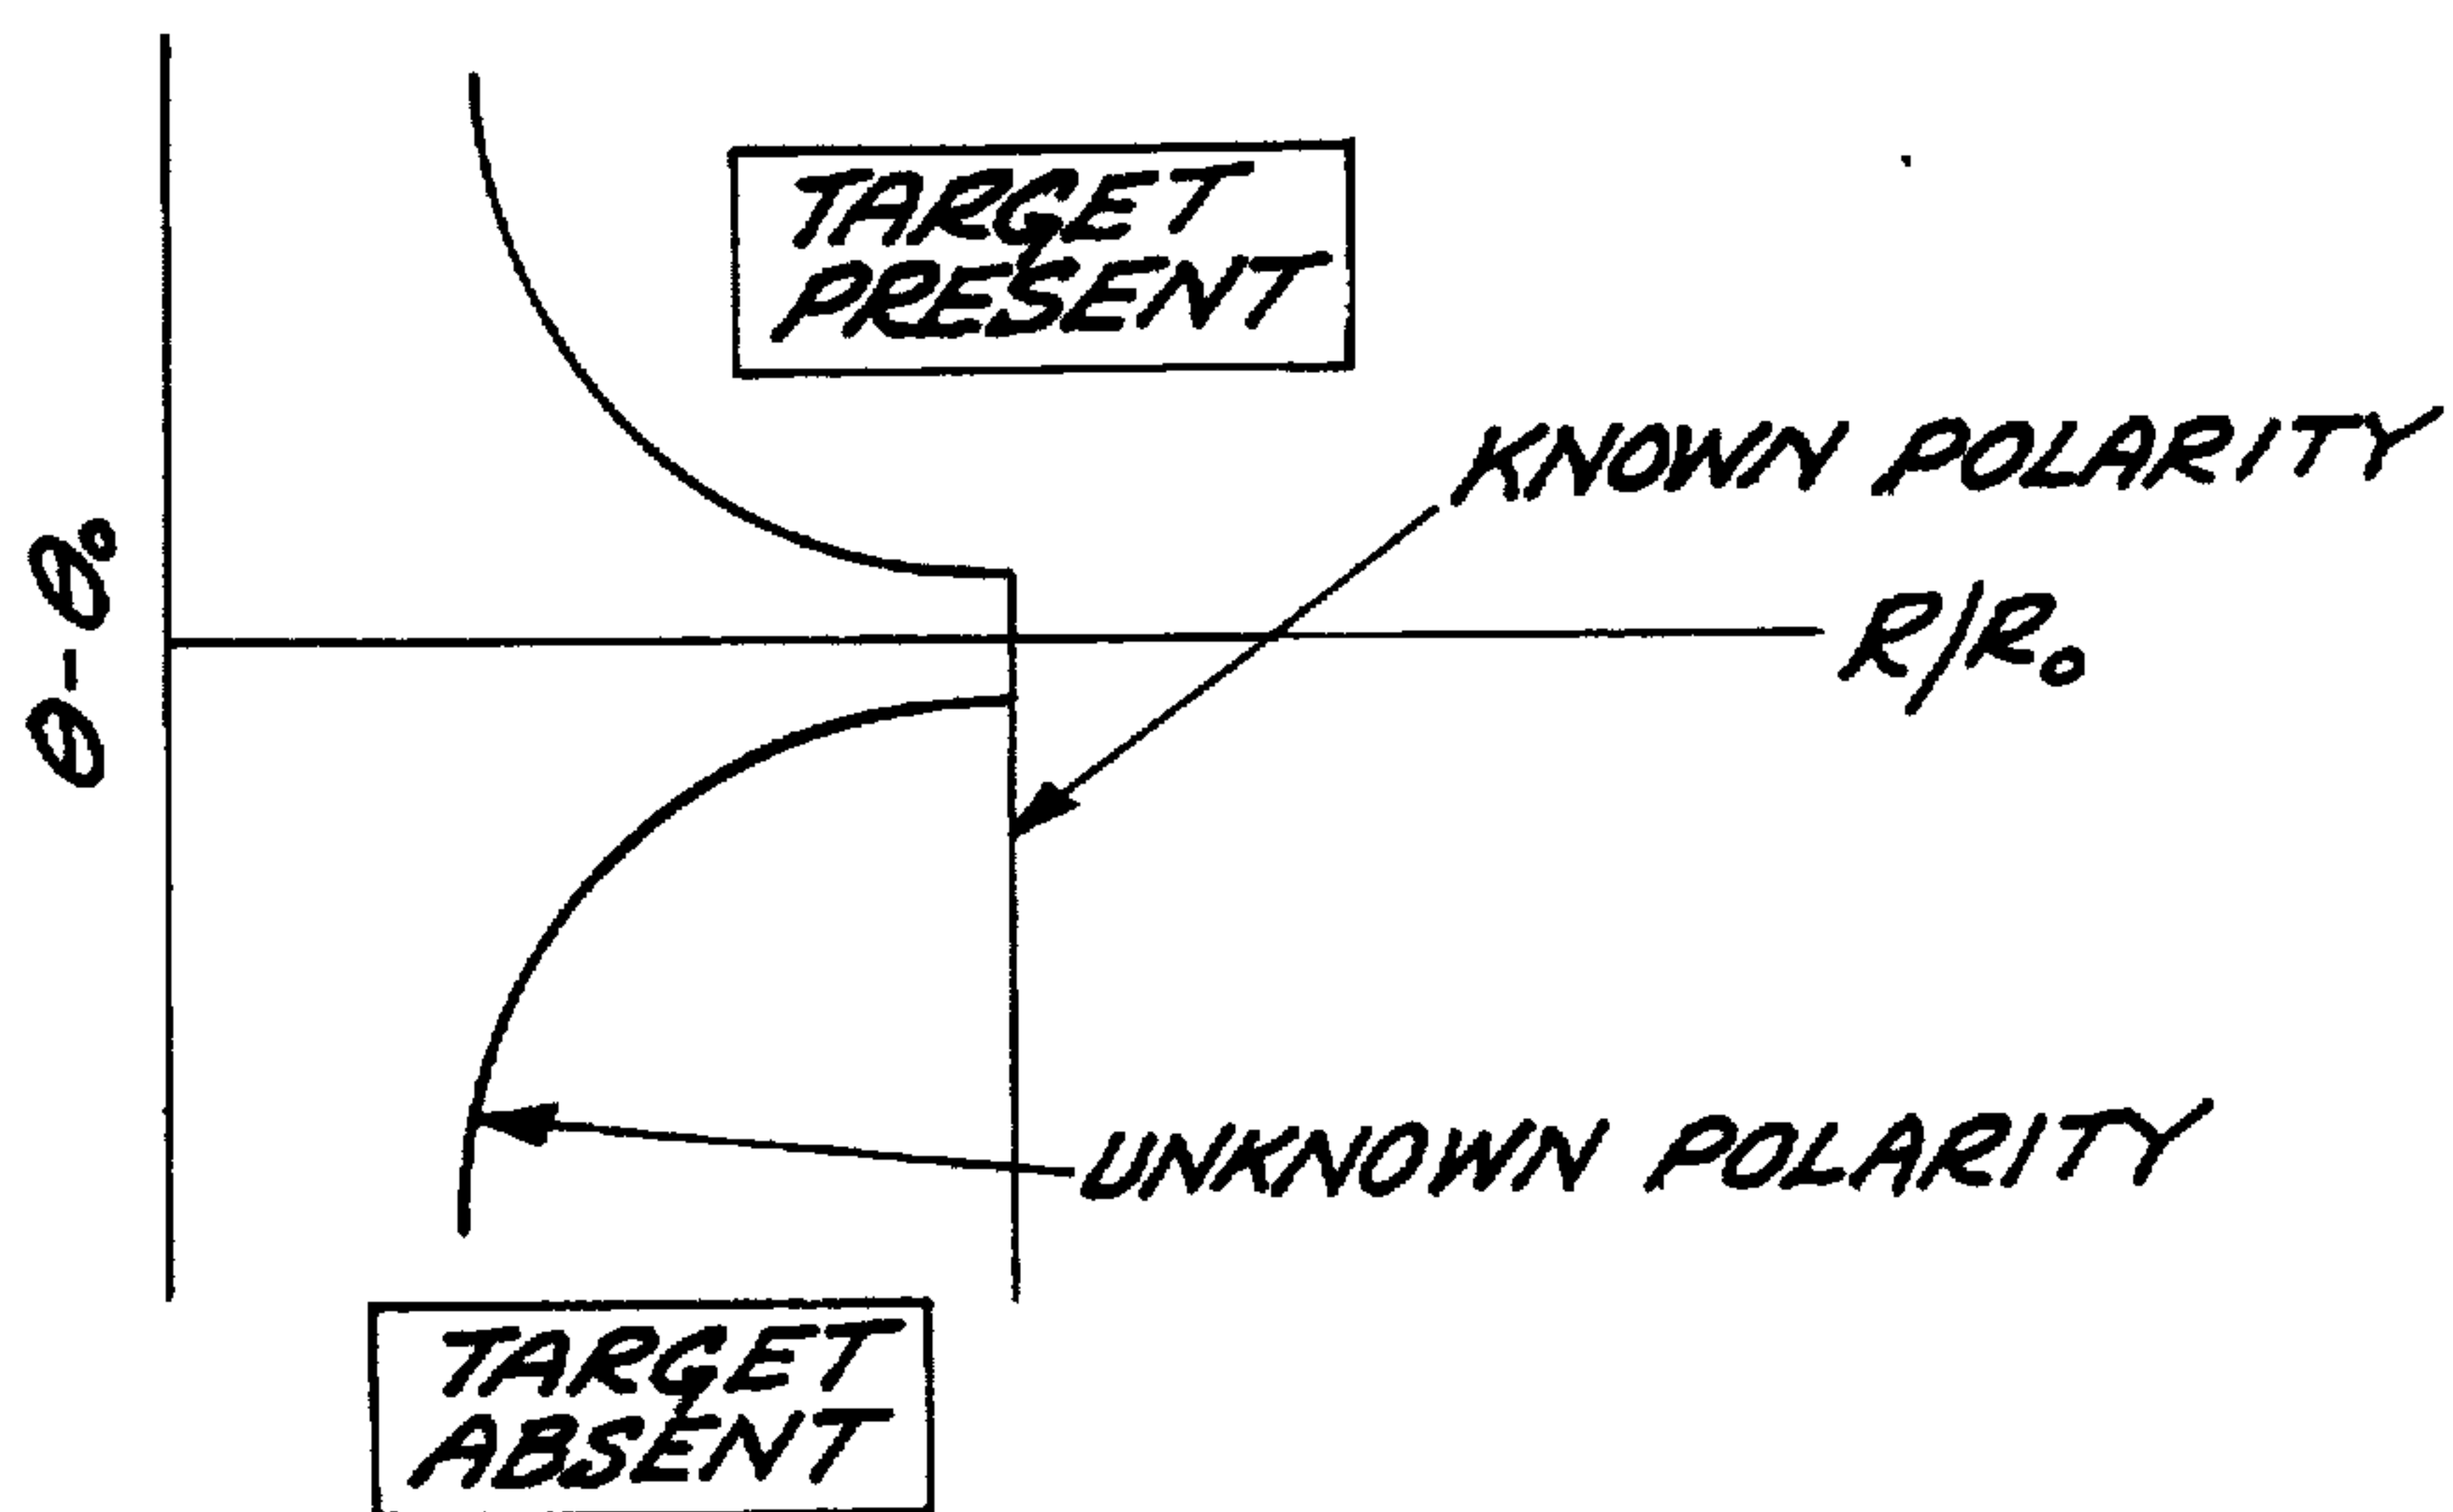 TARGET
PRESENT
KNOWN POLARITY
θ - θ₀
R/R₀
UNKNOWN POLARITY
TARGET
ABSENT